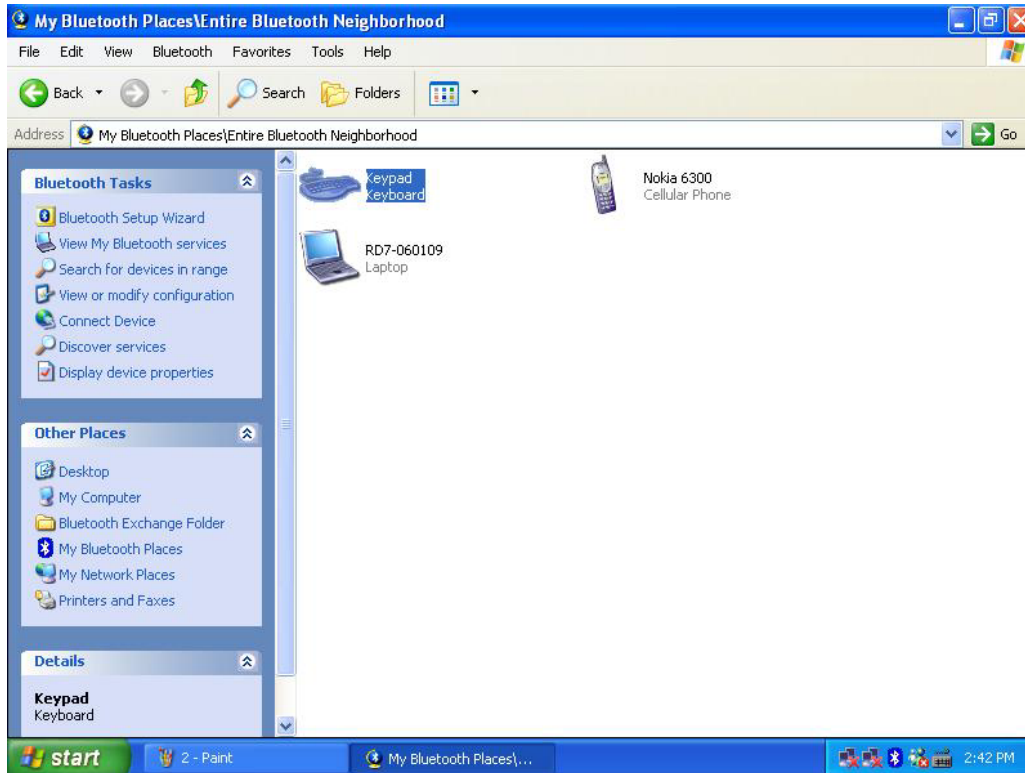 My Bluetooth Places\Entire Bluetooth Neighborhood
File Edit View Bluetooth Favorites Tools Help
Back Search Folders
Address My Bluetooth Places\Entire Bluetooth Neighborhood Go
Bluetooth Tasks
Bluetooth Setup Wizard
View My Bluetooth services
Search for devices in range
View or modify configuration
Connect Device
Discover services
Display device properties
Other Places
Desktop
My Computer
Bluetooth Exchange Folder
My Bluetooth Places
My Network Places
Printers and Faxes
Details
Keypad
Keyboard
Keypad
Keyboard
Nokia 6300
Cellular Phone
RD7-060109
Laptop
start 2 - Paint My Bluetooth Places\... 2:42 PM